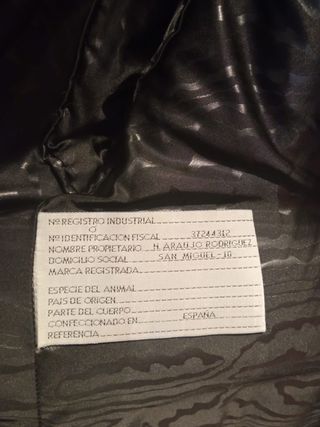 Nº REGISTRO INDUSTRIAL
O
Nº IDENTIFICACION FISCAL 37244312
NOMBRE PROPIETARIO N. ARAUJO RODRIGUEZ
DOMICILIO SOCIAL SAN MIGUEL-10
MARCA REGISTRADA
ESPECIE DEL ANIMAL
PAIS DE ORIGEN
PARTE DEL CUERPO
CONFECCIONADO EN ESPAÑA
REFERENCIA